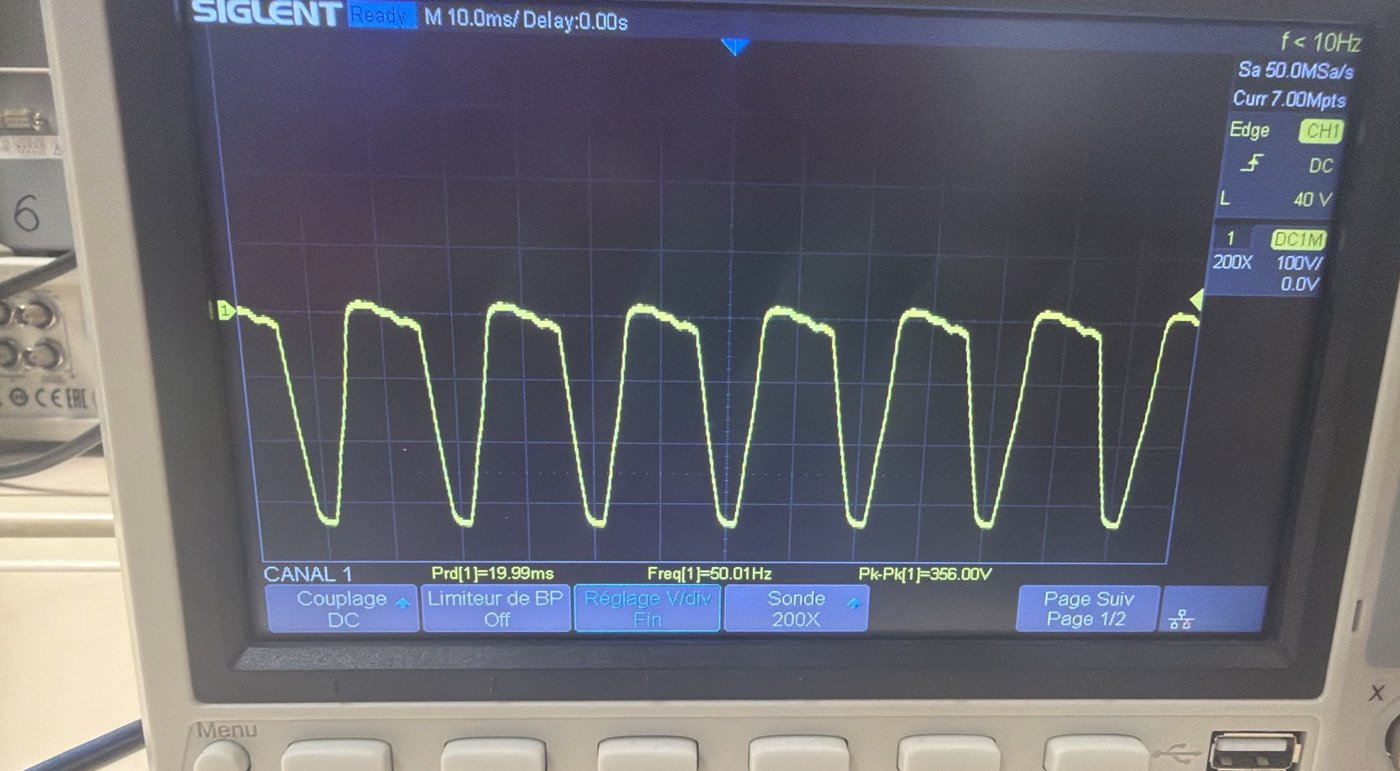 SIGLENT Ready M 10.0ms/ Delay:0.00s
f < 10Hz
Sa 50.0MSa/s
Curr 7.00Mpts
Edge CH1
DC
L 40 V
1 DC1M
200X 100V/
0.0V
6
1
CE EAC
CANAL 1 Prd[1]=19.99ms Freq[1]=50.01Hz Pk-Pk[1]=356.00V
Couplage Limiteur de BP Réglage V/div Sonde Page Suiv
DC Off Fin 200X Page 1/2
X
Menu